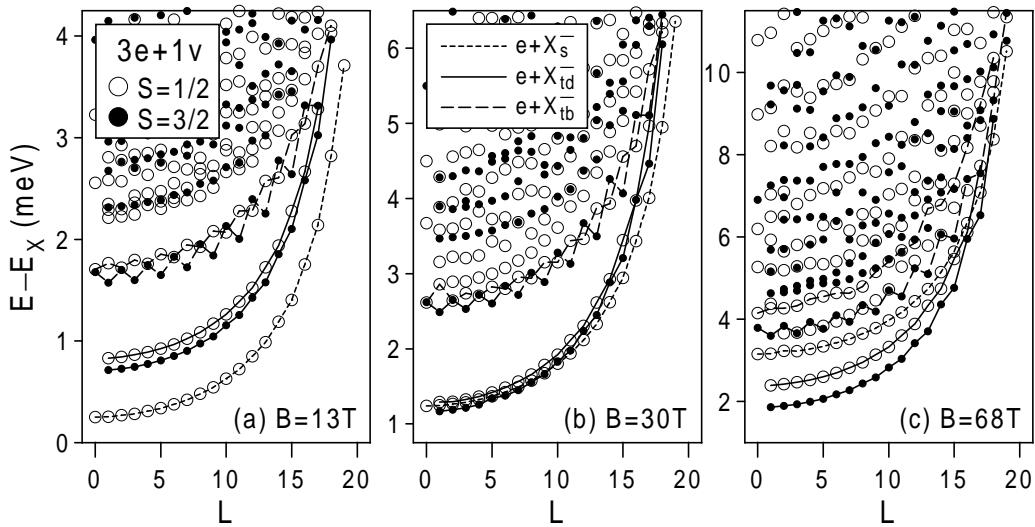 E−E_X (meV)
4
3
2
1
0
3e+1v
S=1/2
S=3/2
(a) B=13T
0 5 10 15 20
L
6
5
4
3
2
1
e+X_s^−
e+X_td^−
e+X_tb^−
(b) B=30T
0 5 10 15 20
L
10
8
6
4
2
(c) B=68T
0 5 10 15 20
L